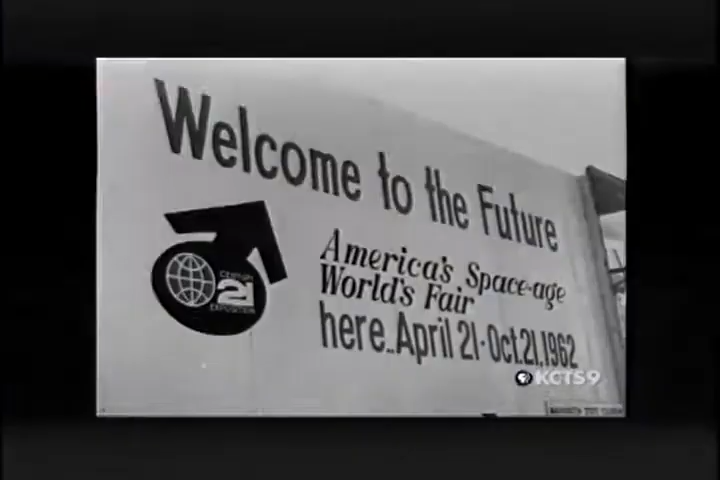 Welcome to the Future
America's Space-age
World's Fair
here..April 21-Oct.21,1962
CENTURY
21
EXPOSITION
KCTS9